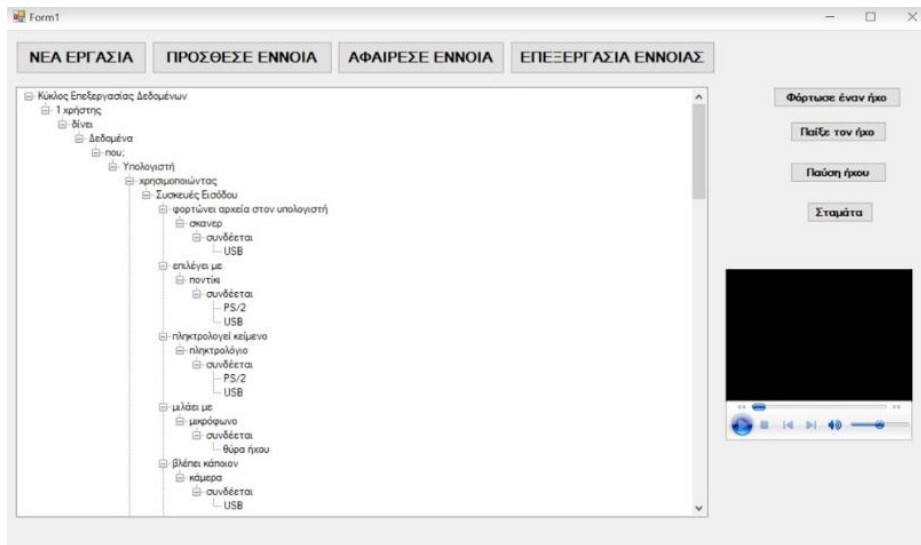 Form1
ΝΕΑ ΕΡΓΑΣΙΑ ΠΡΟΣΘΕΣΕ ΕΝΝΟΙΑ ΑΦΑΙΡΕΣΕ ΕΝΝΟΙΑ ΕΠΕΞΕΡΓΑΣΙΑ ΕΝΝΟΙΑΣ
Κύκλος Επεξεργασίας Δεδομένων
1 χρήστης
δίνει
Δεδομένα
που;
Υπολογιστή
χρησιμοποιώντας
Συσκευές Εισόδου
φορτώνει αρχεία στον υπολογιστή
σκανερ
συνδέεται
USB
επιλέγει με
ποντίκι
συνδέεται
PS/2
USB
πληκτρολογεί κείμενο
πληκτρολόγιο
συνδέεται
PS/2
USB
μιλάει με
μικρόφωνο
συνδέεται
θύρα ήχου
βλέπει κάποιον
κάμερα
συνδέεται
USB
Φόρτωσε έναν ήχο
Παίξε τον ήχο
Παύση ήχου
Σταμάτα